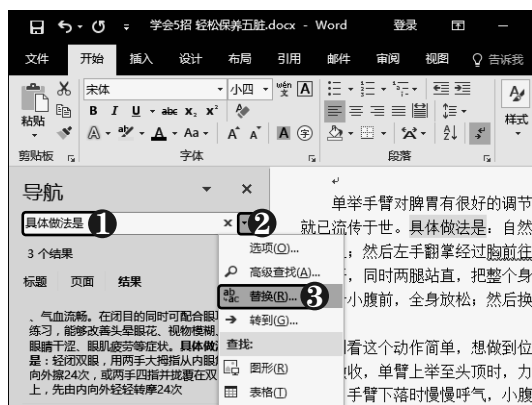 学会5招 轻松保养五脏.docx - Word
登录
文件 开始 插入 设计 布局 引用 邮件 审阅 视图 告诉我
宋体 小四 wén 文 A
粘贴 B I U abc X₂ X² 样式
A aby A Aa A A A 字
剪贴板 字体 段落
导航
具体做法是 1 2
3 个结果
标题 页面 结果
、气血流畅。在闭目的同时可配合眼
练习，能够改善头晕眼花、视物模糊、
眼睛干涩、眼肌疲劳等症状。具体做法
是：轻闭双眼，用两手大拇指从内眼
向外擦24次，或两手四指并拢覆在双
上，先由内向外轻轻转摩24次
选项(O)...
高级查找(A)...
替换(R)... 3
转到(G)...
查找:
图形(R)
表格(T)
单举手臂对脾胃有很好的调节
就已流传于世。具体做法是：自然
；然后左手翻掌经过胸前往
，同时两腿站直，把整个身
小腹前，全身放松；然后换
看这个动作简单，想做到位
收，单臂上举至头顶时，力
手臂下落时慢慢呼气，小腹